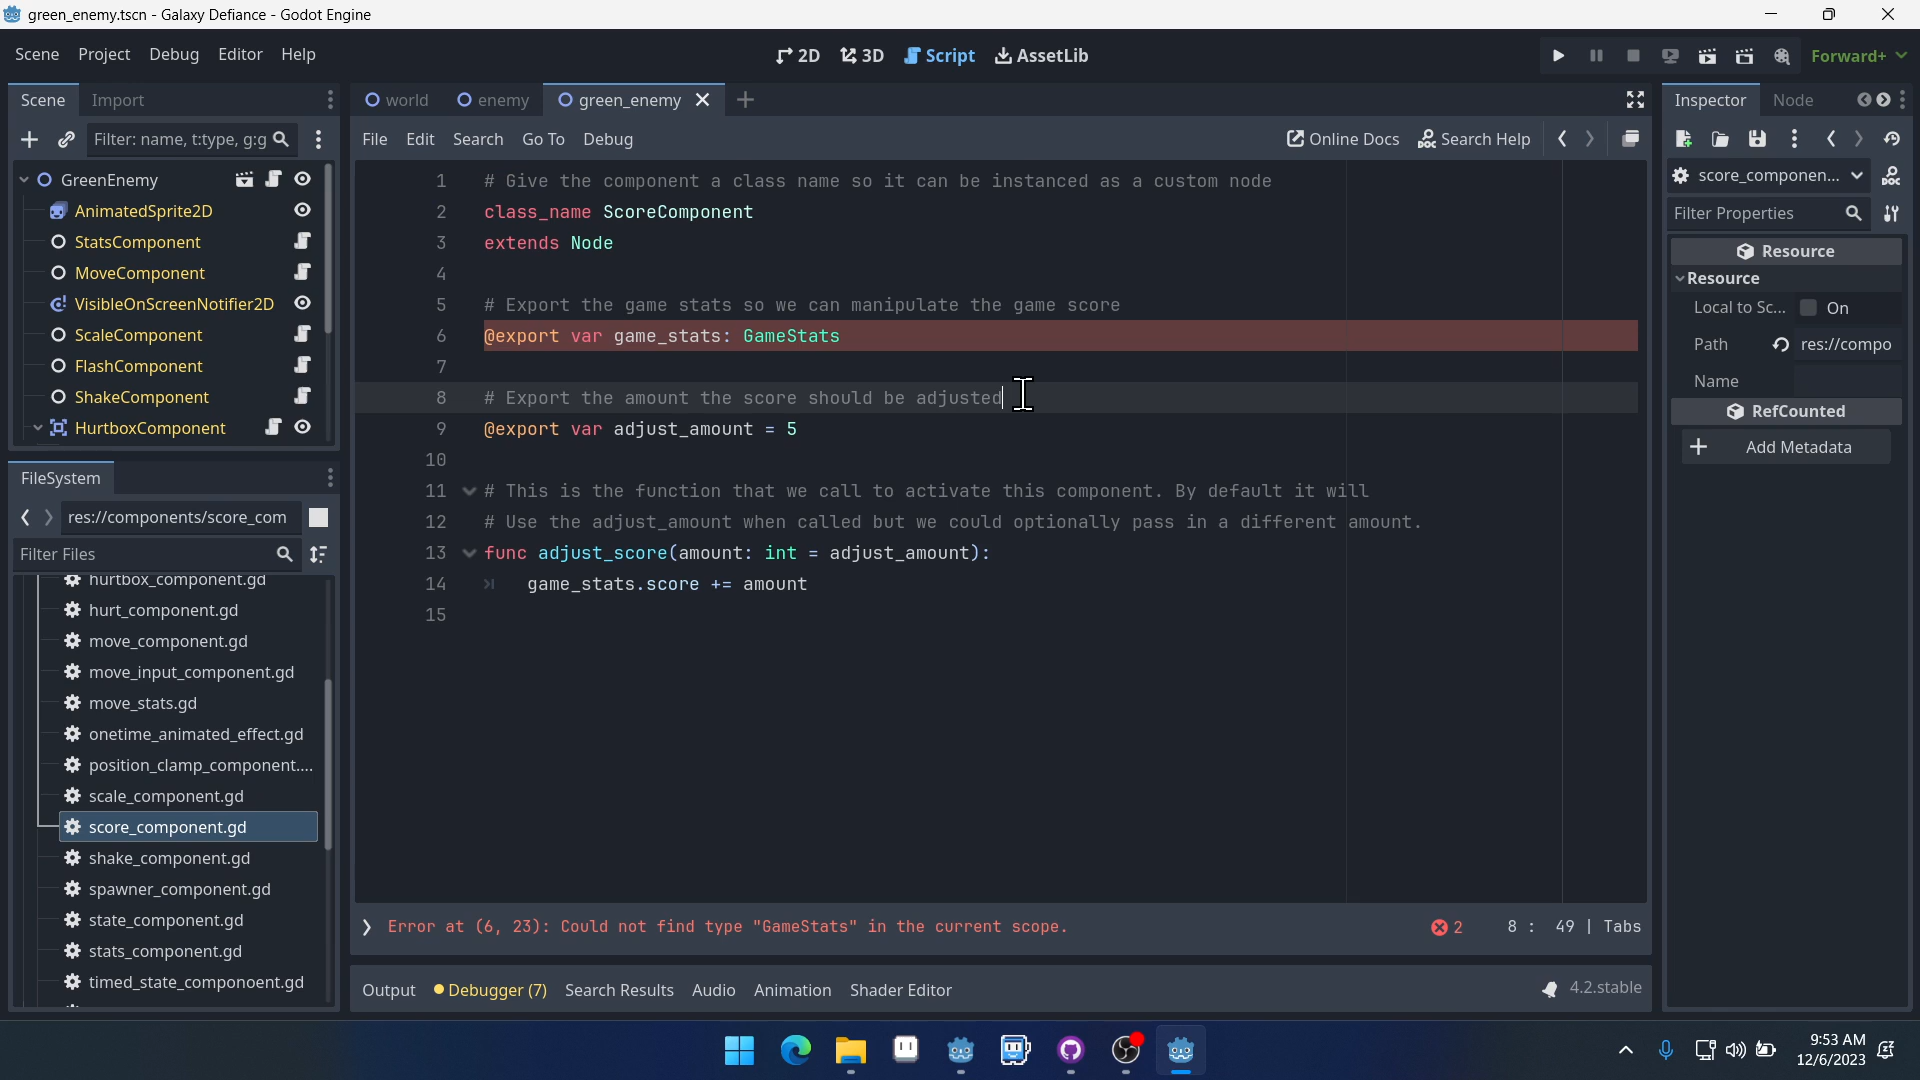 green_enemy.tscn - Galaxy Defiance - Godot Engine
Scene Project Debug Editor Help
2D 3D Script AssetLib
Forward+
Scene Import
world enemy green_enemy
Inspector Node
Filter: name, t:type, g:g
File Edit Search Go To Debug
Online Docs Search Help
GreenEnemy
AnimatedSprite2D
StatsComponent
MoveComponent
VisibleOnScreenNotifier2D
ScaleComponent
FlashComponent
ShakeComponent
HurtboxComponent
FileSystem
res://components/score_com
Filter Files
hurtbox_component.gd
hurt_component.gd
move_component.gd
move_input_component.gd
move_stats.gd
onetime_animated_effect.gd
position_clamp_component....
scale_component.gd
score_component.gd
shake_component.gd
spawner_component.gd
state_component.gd
stats_component.gd
timed_state_componoent.gd
1 # Give the component a class name so it can be instanced as a custom node
2 class_name ScoreComponent
3 extends Node
4
5 # Export the game stats so we can manipulate the game score
6 @export var game_stats: GameStats
7
8 # Export the amount the score should be adjusted
9 @export var adjust_amount = 5
10
11 # This is the function that we call to activate this component. By default it will
12 # Use the adjust_amount when called but we could optionally pass in a different amount.
13 func adjust_score(amount: int = adjust_amount):
14 game_stats.score += amount
15
Error at (6, 23): Could not find type "GameStats" in the current scope.
2 8 : 49 | Tabs
Output Debugger (7) Search Results Audio Animation Shader Editor
4.2.stable
score_componen...
Filter Properties
Resource
Resource
Local to Sc... On
Path res://compo
Name
RefCounted
Add Metadata
9:53 AM
12/6/2023